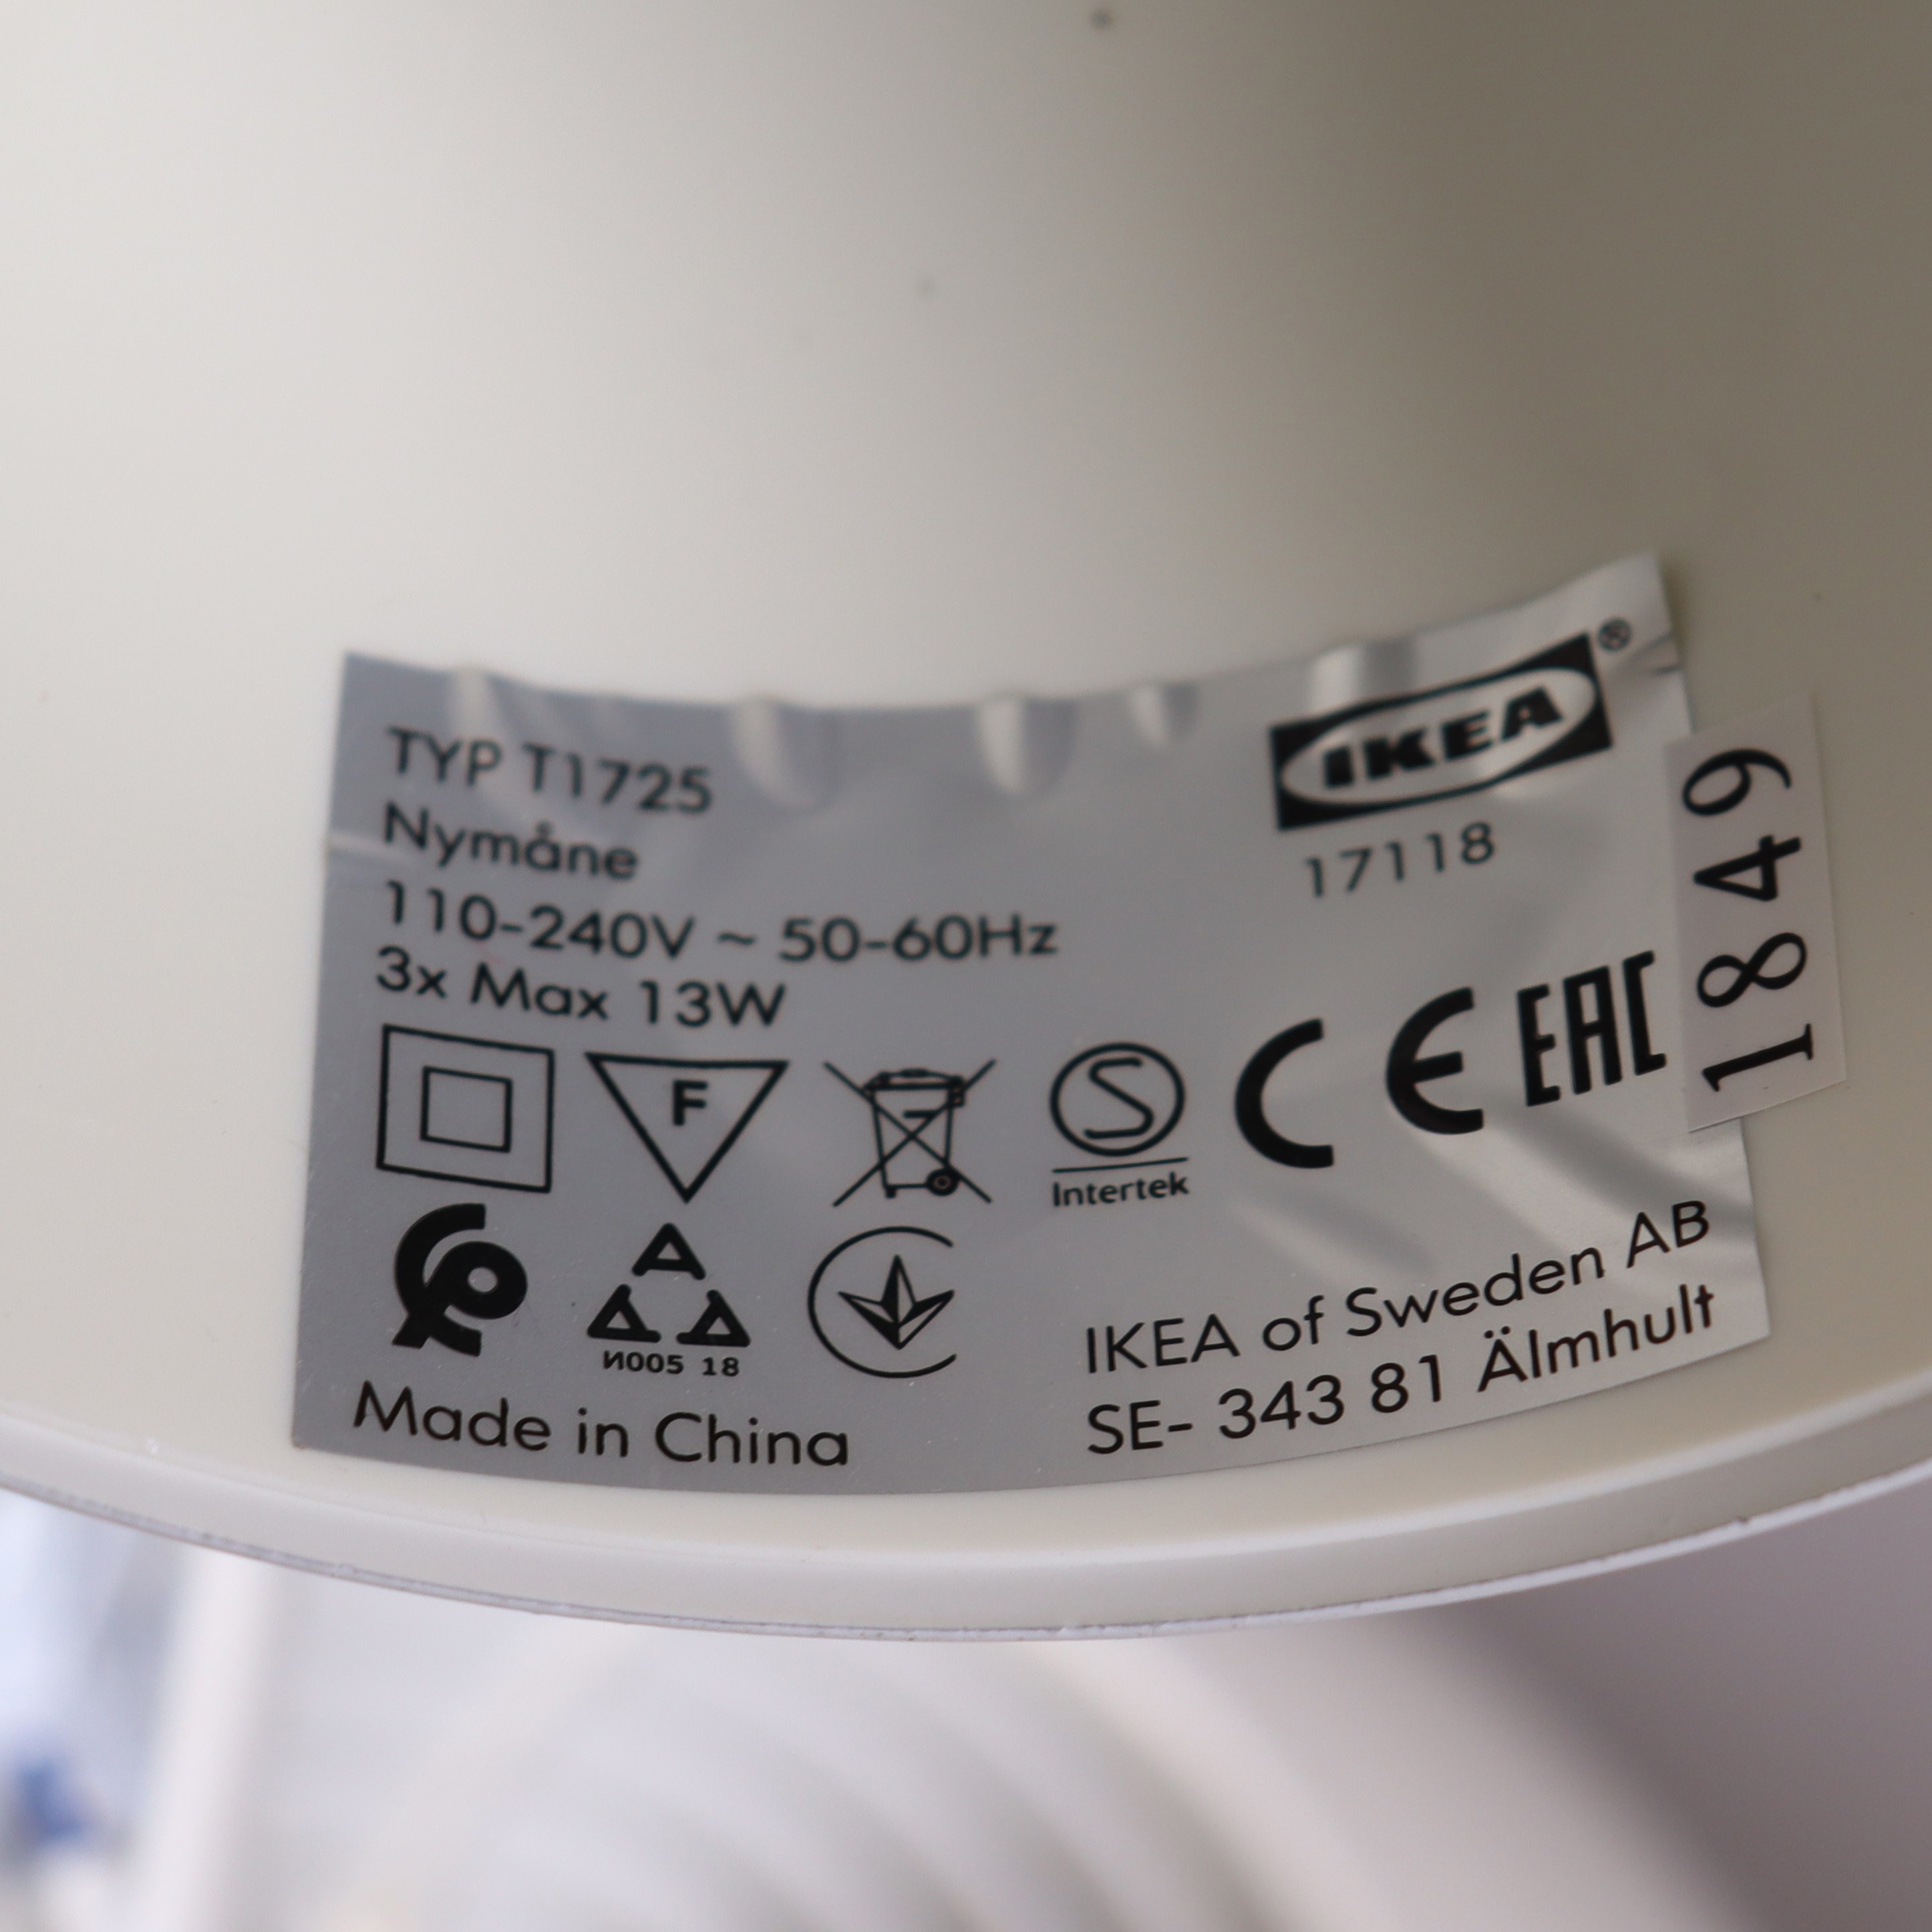 TYP T1725
Nymåne
110-240V ~ 50-60Hz
3x Max 13W
IKEA®
17118
1849
F
S
Intertek
CE
EAC
И005 18
Made in China
IKEA of Sweden AB
SE- 343 81 Älmhult